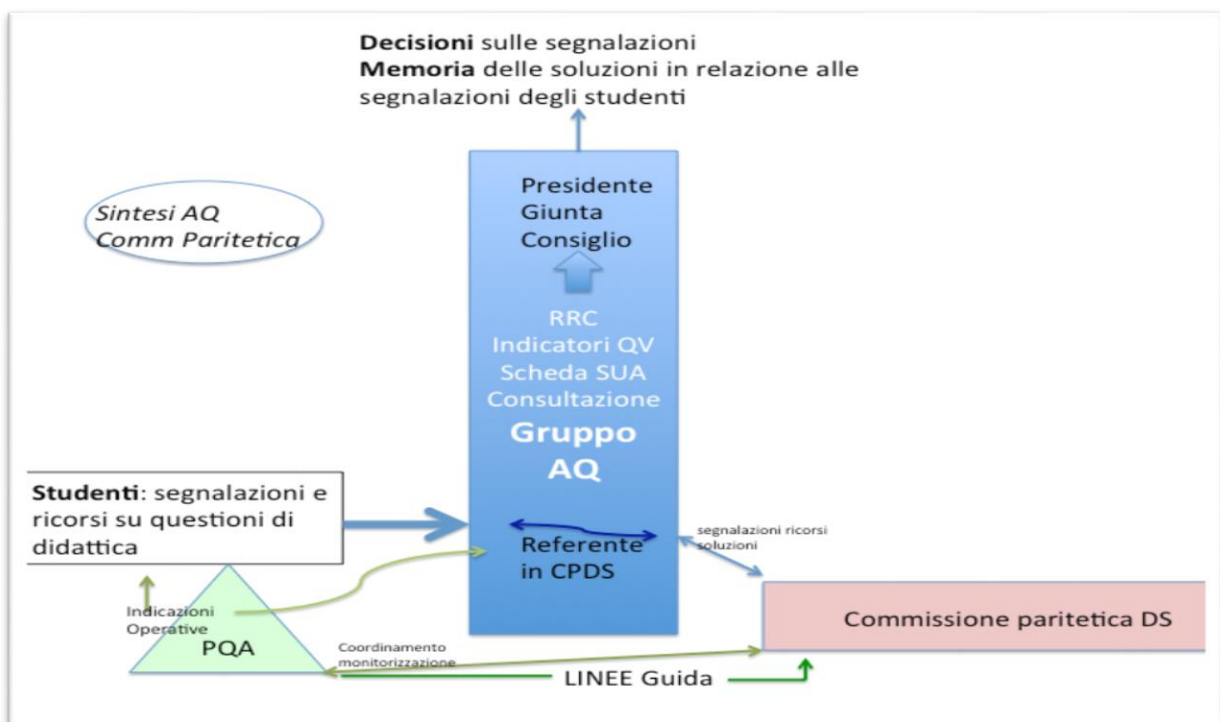 Decisioni sulle segnalazioni
Memoria delle soluzioni in relazione alle
segnalazioni degli studenti
Sintesi AQ
Comm Paritetica
Presidente
Giunta
Consiglio
RRC
Indicatori QV
Scheda SUA
Consultazione
Gruppo
AQ
Studenti: segnalazioni e
ricorsi su questioni di
didattica
Referente
in CPDS
segnalazioni ricorsi
soluzioni
Indicazioni
Operative
PQA
Coordinamento
monitorizzazione
Commissione paritetica DS
LINEE Guida